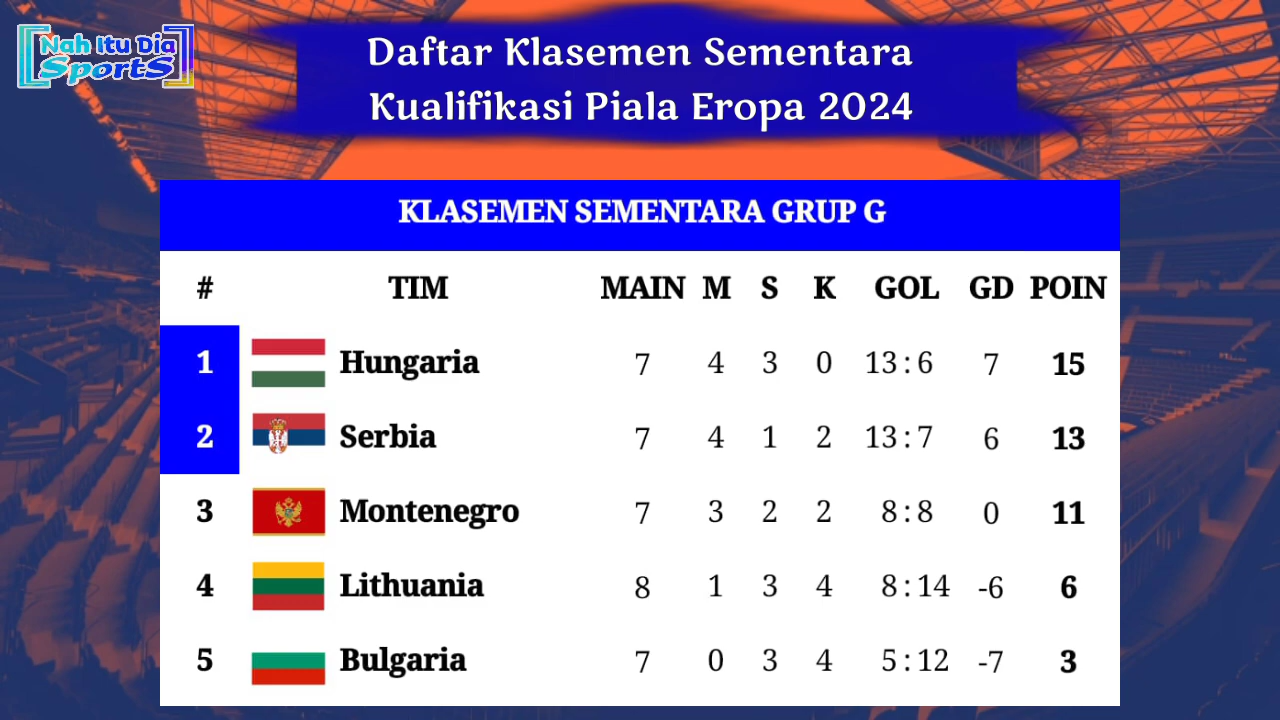 Nah Itu Dia
SportS
Daftar Klasemen Sementara
Kualifikasi Piala Eropa 2024
KLASEMEN SEMENTARA GRUP G
# TIM MAIN M S K GOL GD POIN
1 Hungaria 7 4 3 0 13 : 6 7 15
2 Serbia 7 4 1 2 13 : 7 6 13
3 Montenegro 7 3 2 2 8 : 8 0 11
4 Lithuania 8 1 3 4 8 : 14 -6 6
5 Bulgaria 7 0 3 4 5 : 12 -7 3